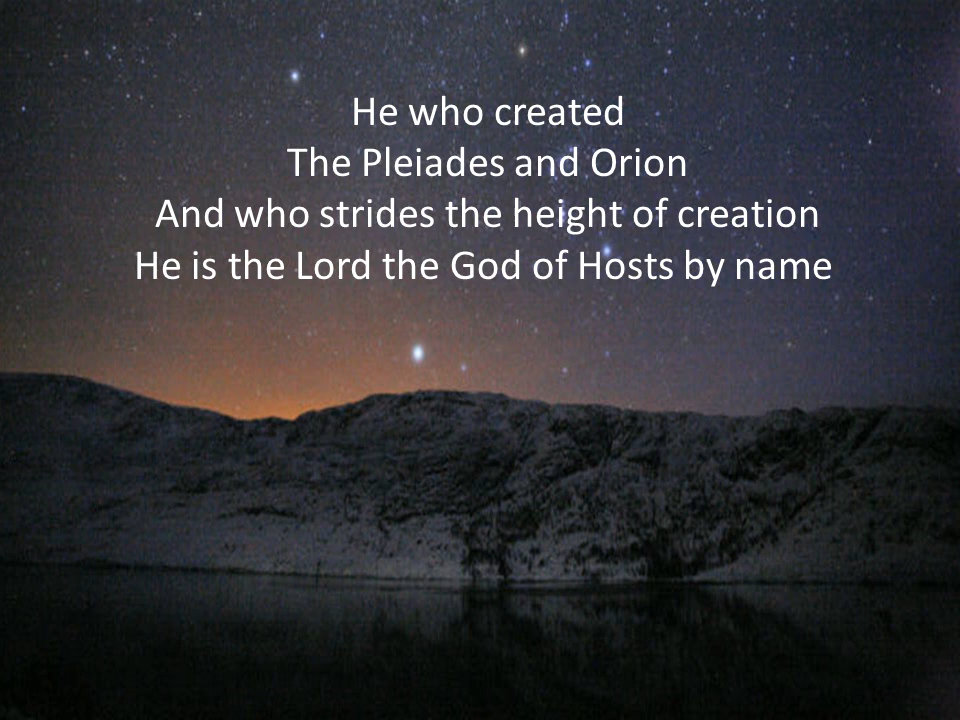 He who created
The Pleiades and Orion
And who strides the height of creation
He is the Lord the God of Hosts by name